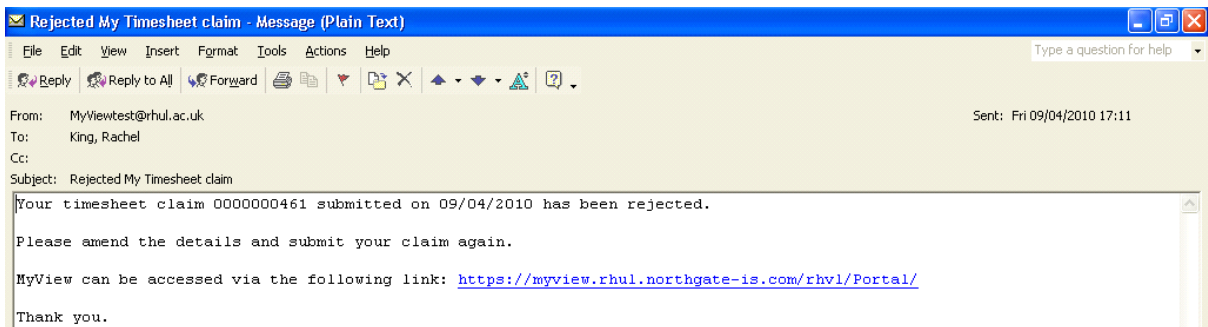 Rejected My Timesheet claim - Message (Plain Text)
File Edit View Insert Format Tools Actions Help Type a question for help
Reply Reply to All Forward
From: MyViewtest@rhul.ac.uk Sent: Fri 09/04/2010 17:11
To: King, Rachel
Cc:
Subject: Rejected My Timesheet claim
Your timesheet claim 0000000461 submitted on 09/04/2010 has been rejected.
Please amend the details and submit your claim again.
MyView can be accessed via the following link: https://myview.rhul.northgate-is.com/rhvl/Portal/
Thank you.